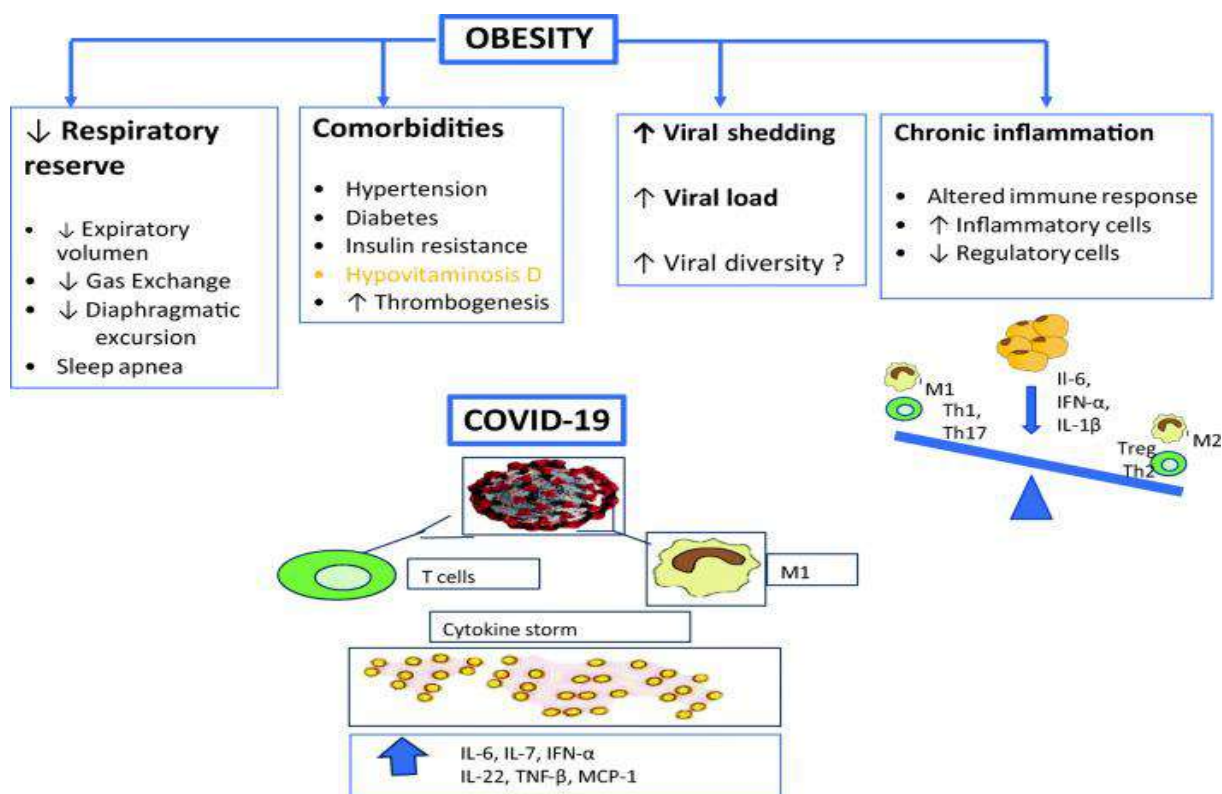 OBESITY
↓ Respiratory
reserve
• ↓ Expiratory
volumen
• ↓ Gas Exchange
• ↓ Diaphragmatic
excursion
• Sleep apnea
Comorbidities
• Hypertension
• Diabetes
• Insulin resistance
• Hypovitaminosis D
• ↑ Thrombogenesis
↑ Viral shedding
↑ Viral load
↑ Viral diversity ?
Chronic inflammation
• Altered immune response
• ↑ Inflammatory cells
• ↓ Regulatory cells
M1
Th1,
Th17
Il-6,
IFN-α,
IL-1β
M2
Treg
Th2
COVID-19
T cells
M1
Cytokine storm
IL-6, IL-7, IFN-α
IL-22, TNF-β, MCP-1